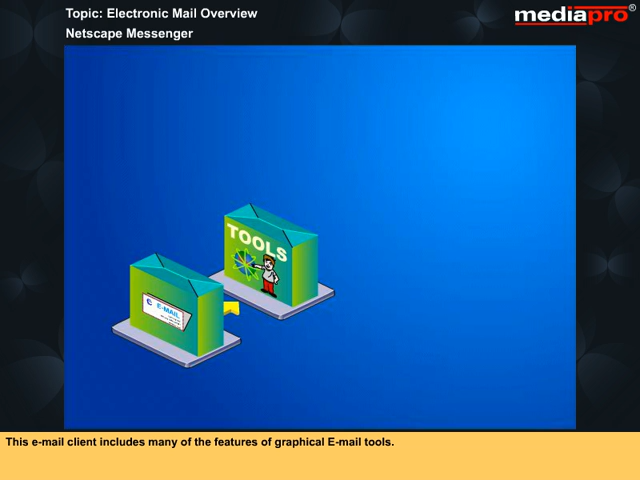 Topic: Electronic Mail Overview
Netscape Messenger
mediapro®
TOOLS
E-MAIL
This e-mail client includes many of the features of graphical E-mail tools.